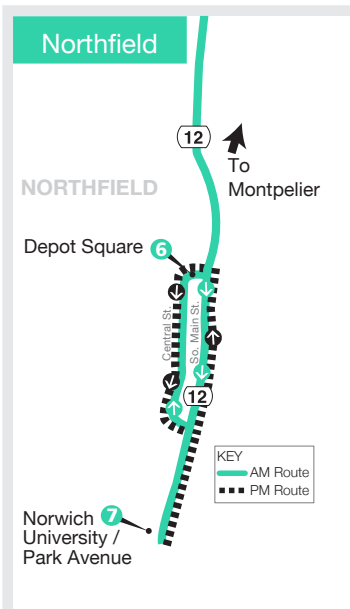 Northfield
12
To
Montpelier
NORTHFIELD
Depot Square 6
Central St.
So. Main St.
12
KEY
AM Route
PM Route
Norwich 7
University /
Park Avenue